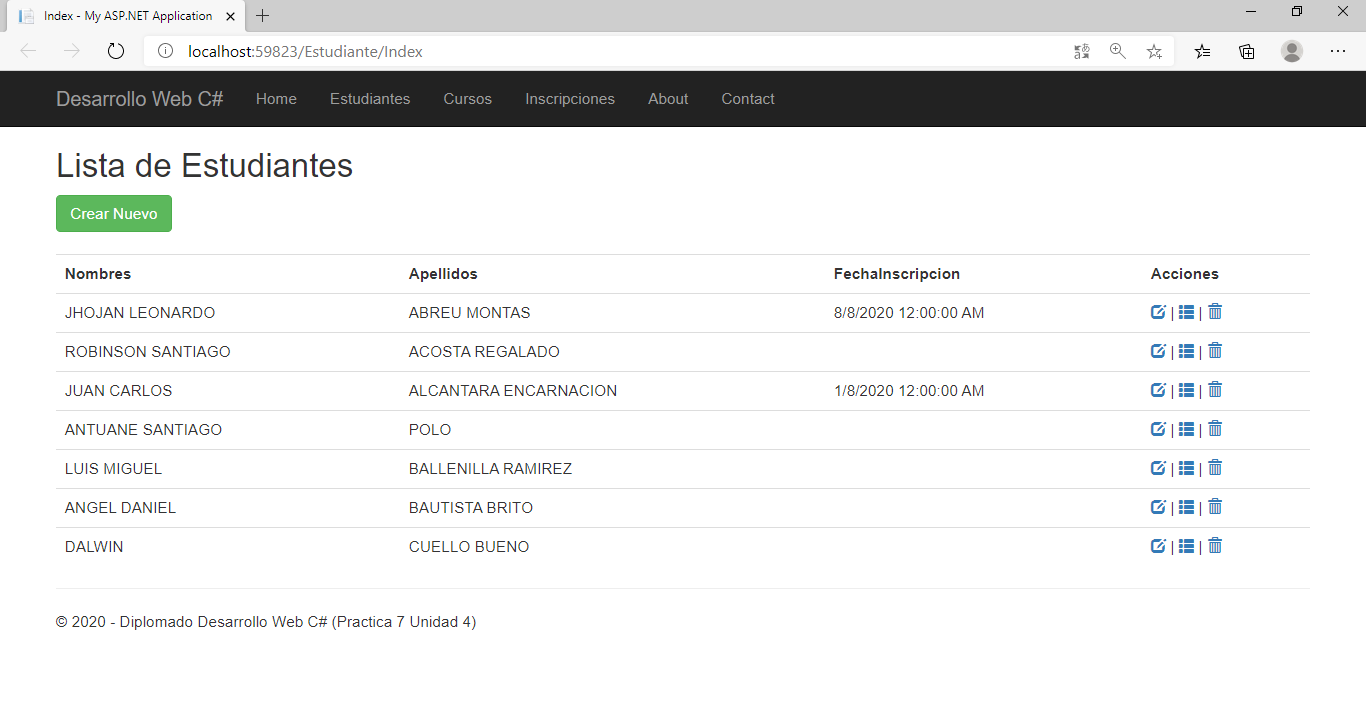 Index - My ASP.NET Application
localhost:59823/Estudiante/Index
Desarrollo Web C# Home Estudiantes Cursos Inscripciones About Contact
Lista de Estudiantes
Crear Nuevo
Nombres Apellidos FechaInscripcion Acciones
JHOJAN LEONARDO ABREU MONTAS 8/8/2020 12:00:00 AM | |
ROBINSON SANTIAGO ACOSTA REGALADO | |
JUAN CARLOS ALCANTARA ENCARNACION 1/8/2020 12:00:00 AM | |
ANTUANE SANTIAGO POLO | |
LUIS MIGUEL BALLENILLA RAMIREZ | |
ANGEL DANIEL BAUTISTA BRITO | |
DALWIN CUELLO BUENO | |
© 2020 - Diplomado Desarrollo Web C# (Practica 7 Unidad 4)